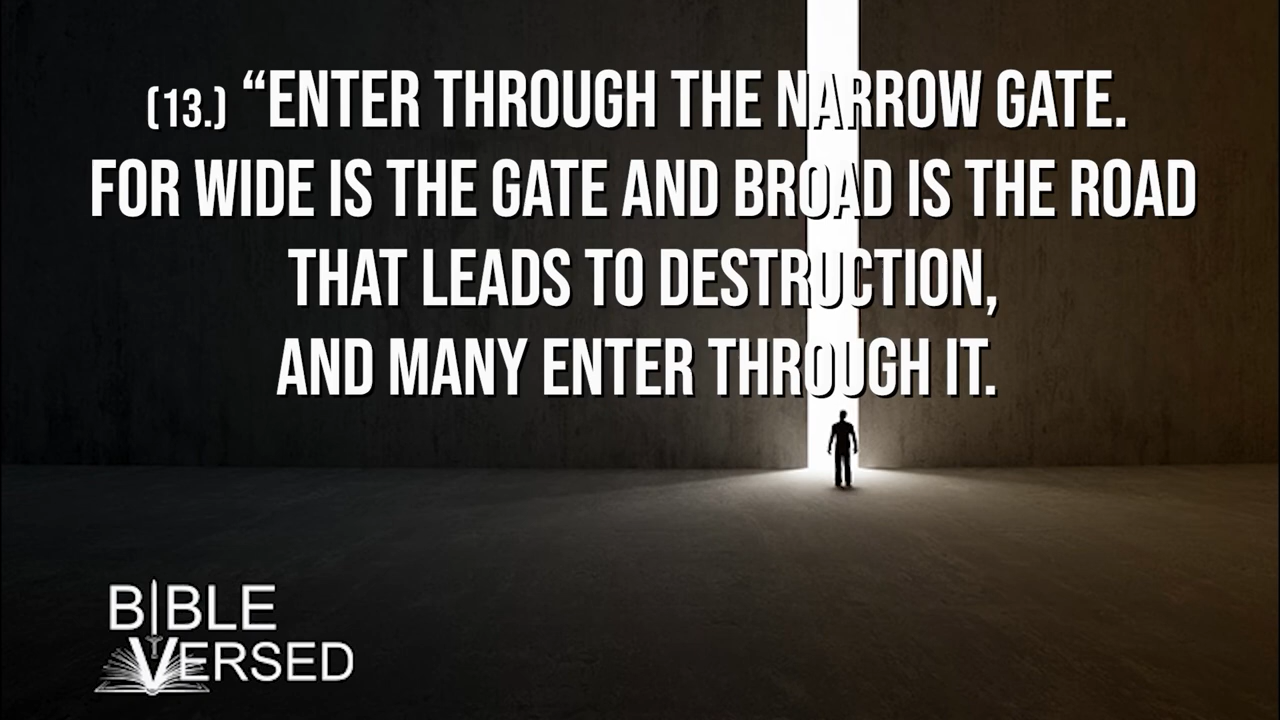 (13.) “ENTER THROUGH THE NARROW GATE.
FOR WIDE IS THE GATE AND BROAD IS THE ROAD
THAT LEADS TO DESTRUCTION,
AND MANY ENTER THROUGH IT.
BIBLE
VERSED